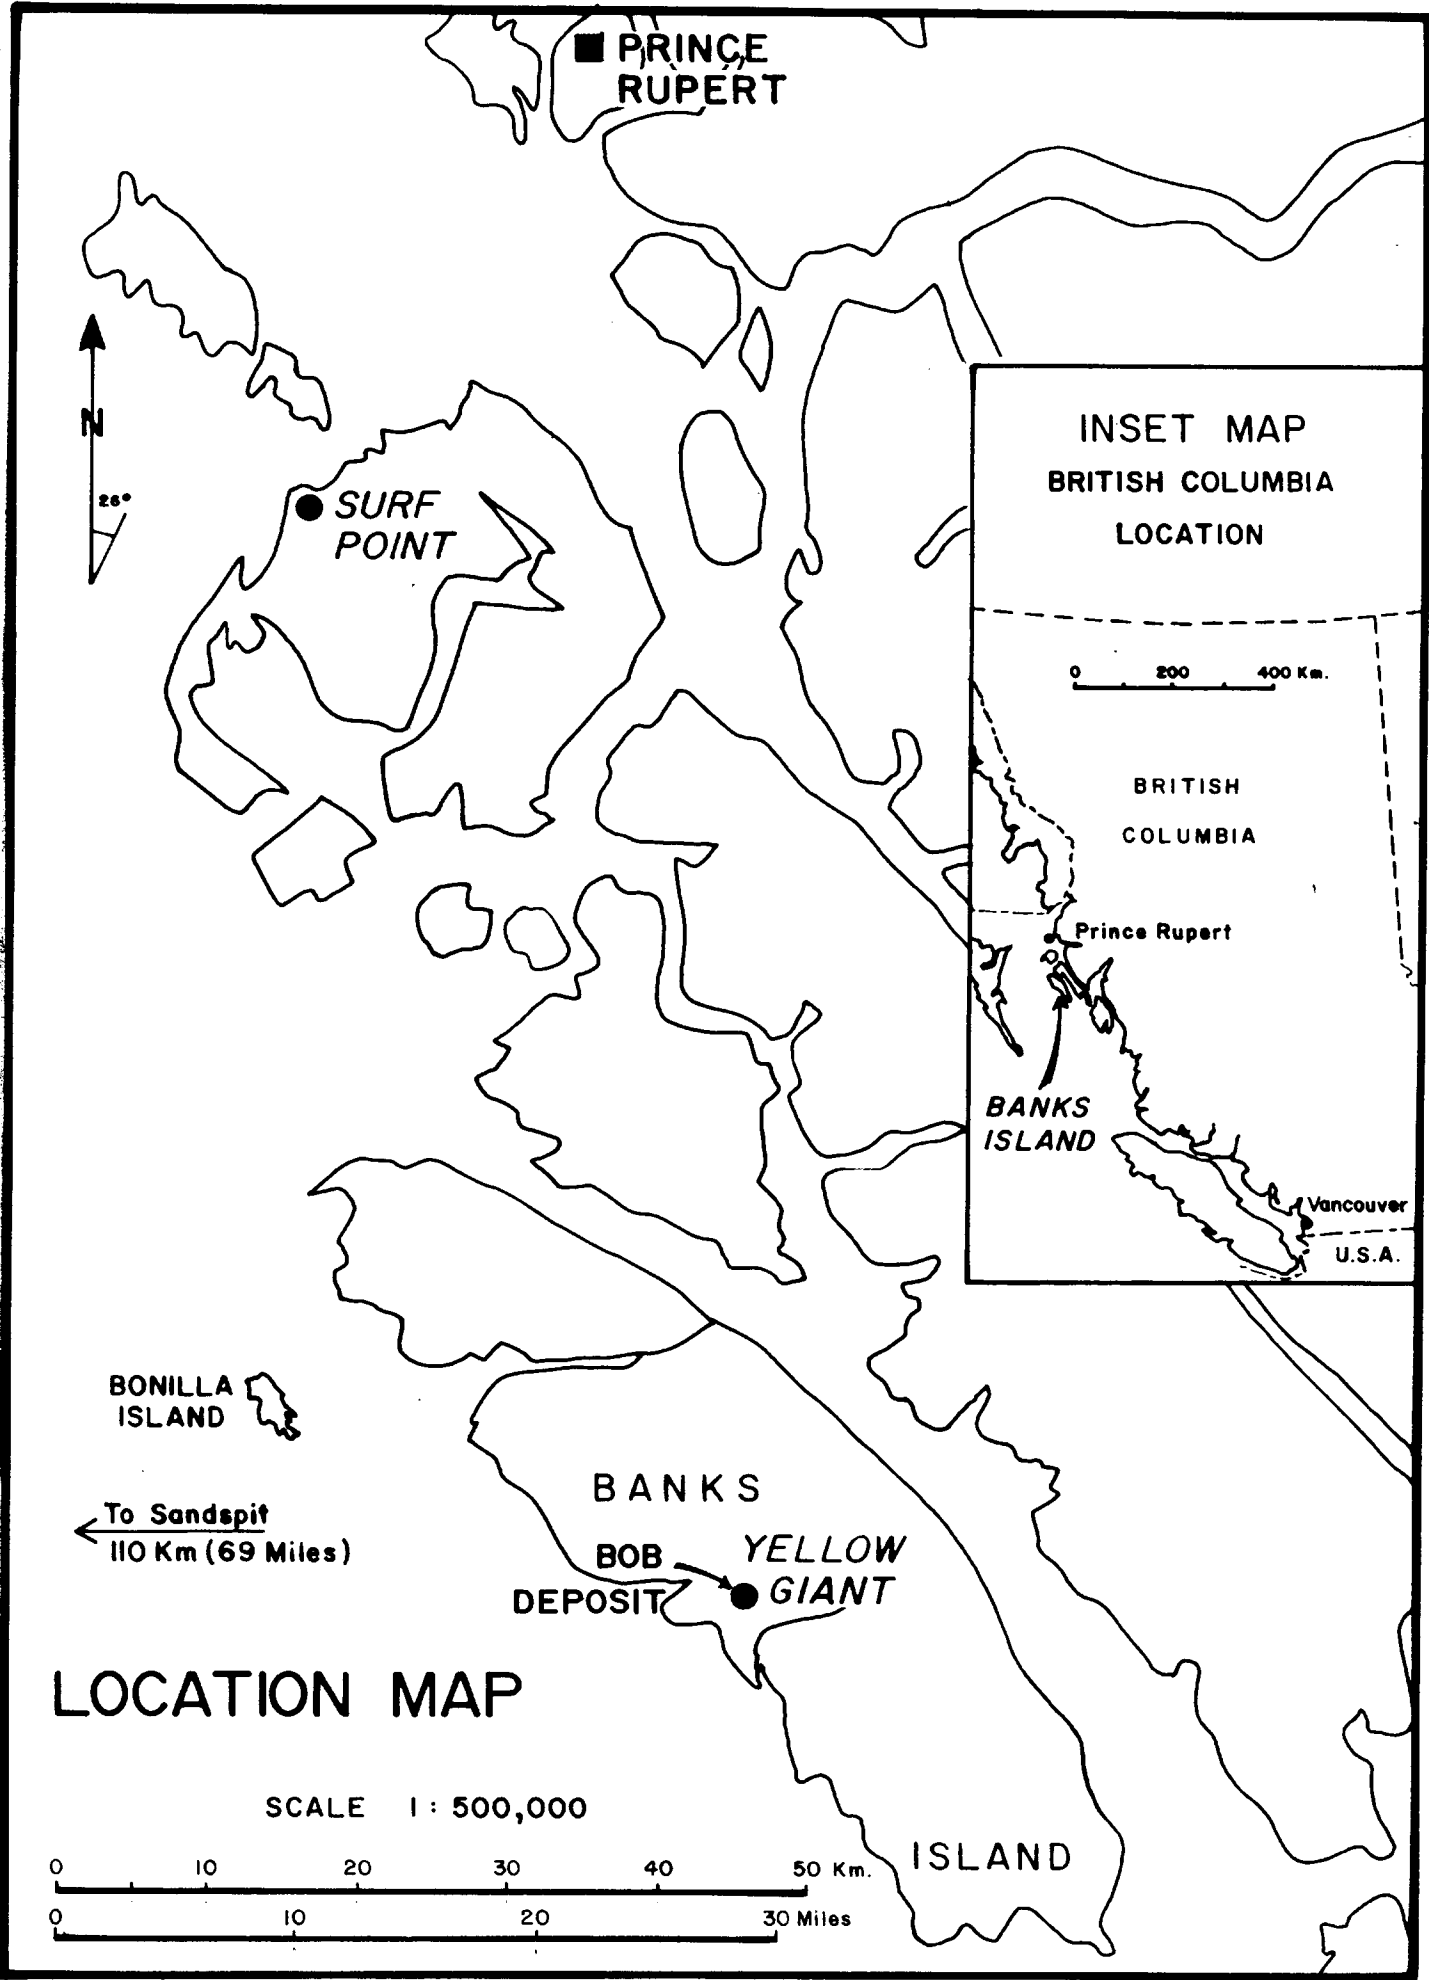 PRINCE
RUPERT
N
26°
SURF
POINT
INSET MAP
BRITISH COLUMBIA
LOCATION
0 200 400 Km.
BRITISH
COLUMBIA
Prince Rupert
BANKS
ISLAND
Vancouver
U.S.A.
BONILLA
ISLAND
To Sandspit
110 Km (69 Miles)
BANKS
BOB
DEPOSIT
YELLOW
GIANT
LOCATION MAP
SCALE 1 : 500,000
0 10 20 30 40 50 Km.
0 10 20 30 Miles
ISLAND